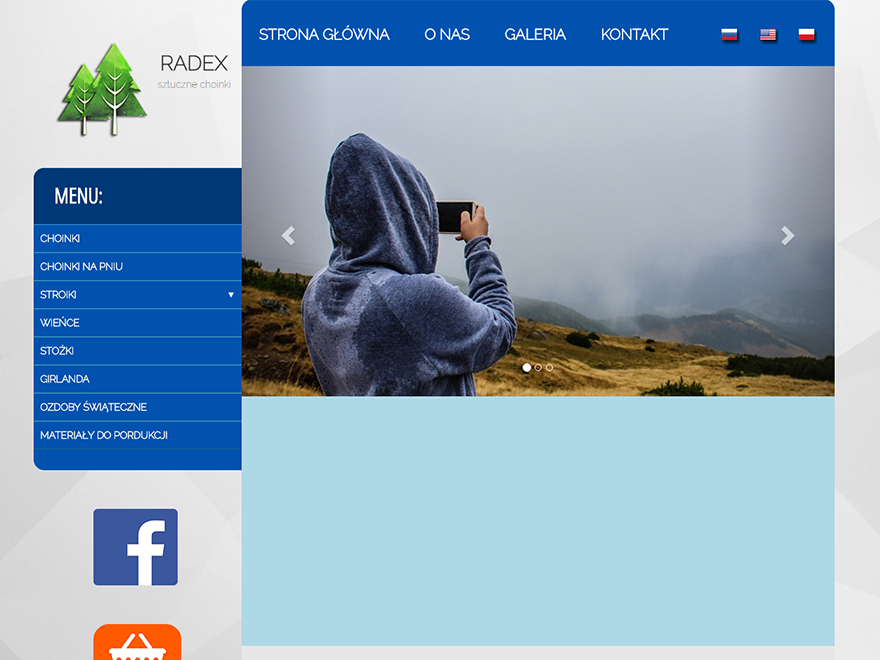 STRONA GŁÓWNA
O NAS
GALERIA
KONTAKT
RADEX
sztuczne choinki
MENU:
CHOINKI
CHOINKI NA PNIU
STROIKI
WIEŃCE
STOŻKI
GIRLANDA
OZDOBY ŚWIĄTECZNE
MATERIAŁY DO PORDUKCJI